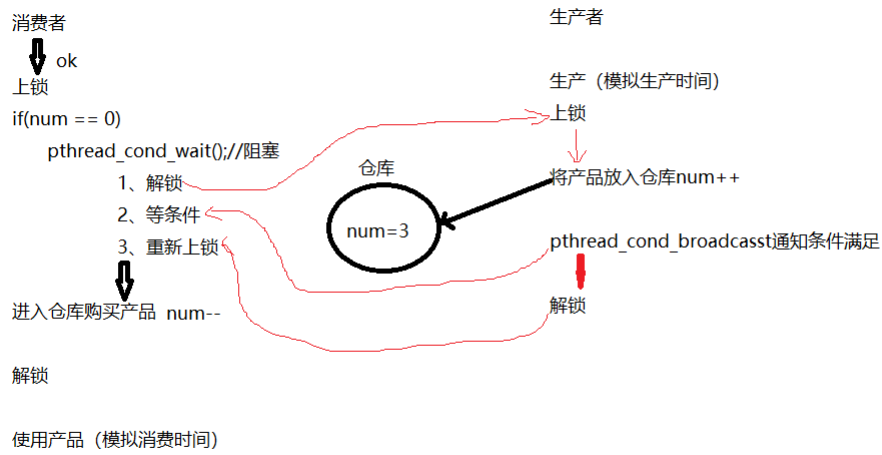 消费者
ok
上锁
if(num == 0)
pthread_cond_wait();//阻塞
1、解锁
2、等条件
3、重新上锁
进入仓库购买产品 num--
解锁
使用产品（模拟消费时间）
仓库
num=3
生产者
生产（模拟生产时间）
上锁
将产品放入仓库num++
pthread_cond_broadcasst通知条件满足
解锁